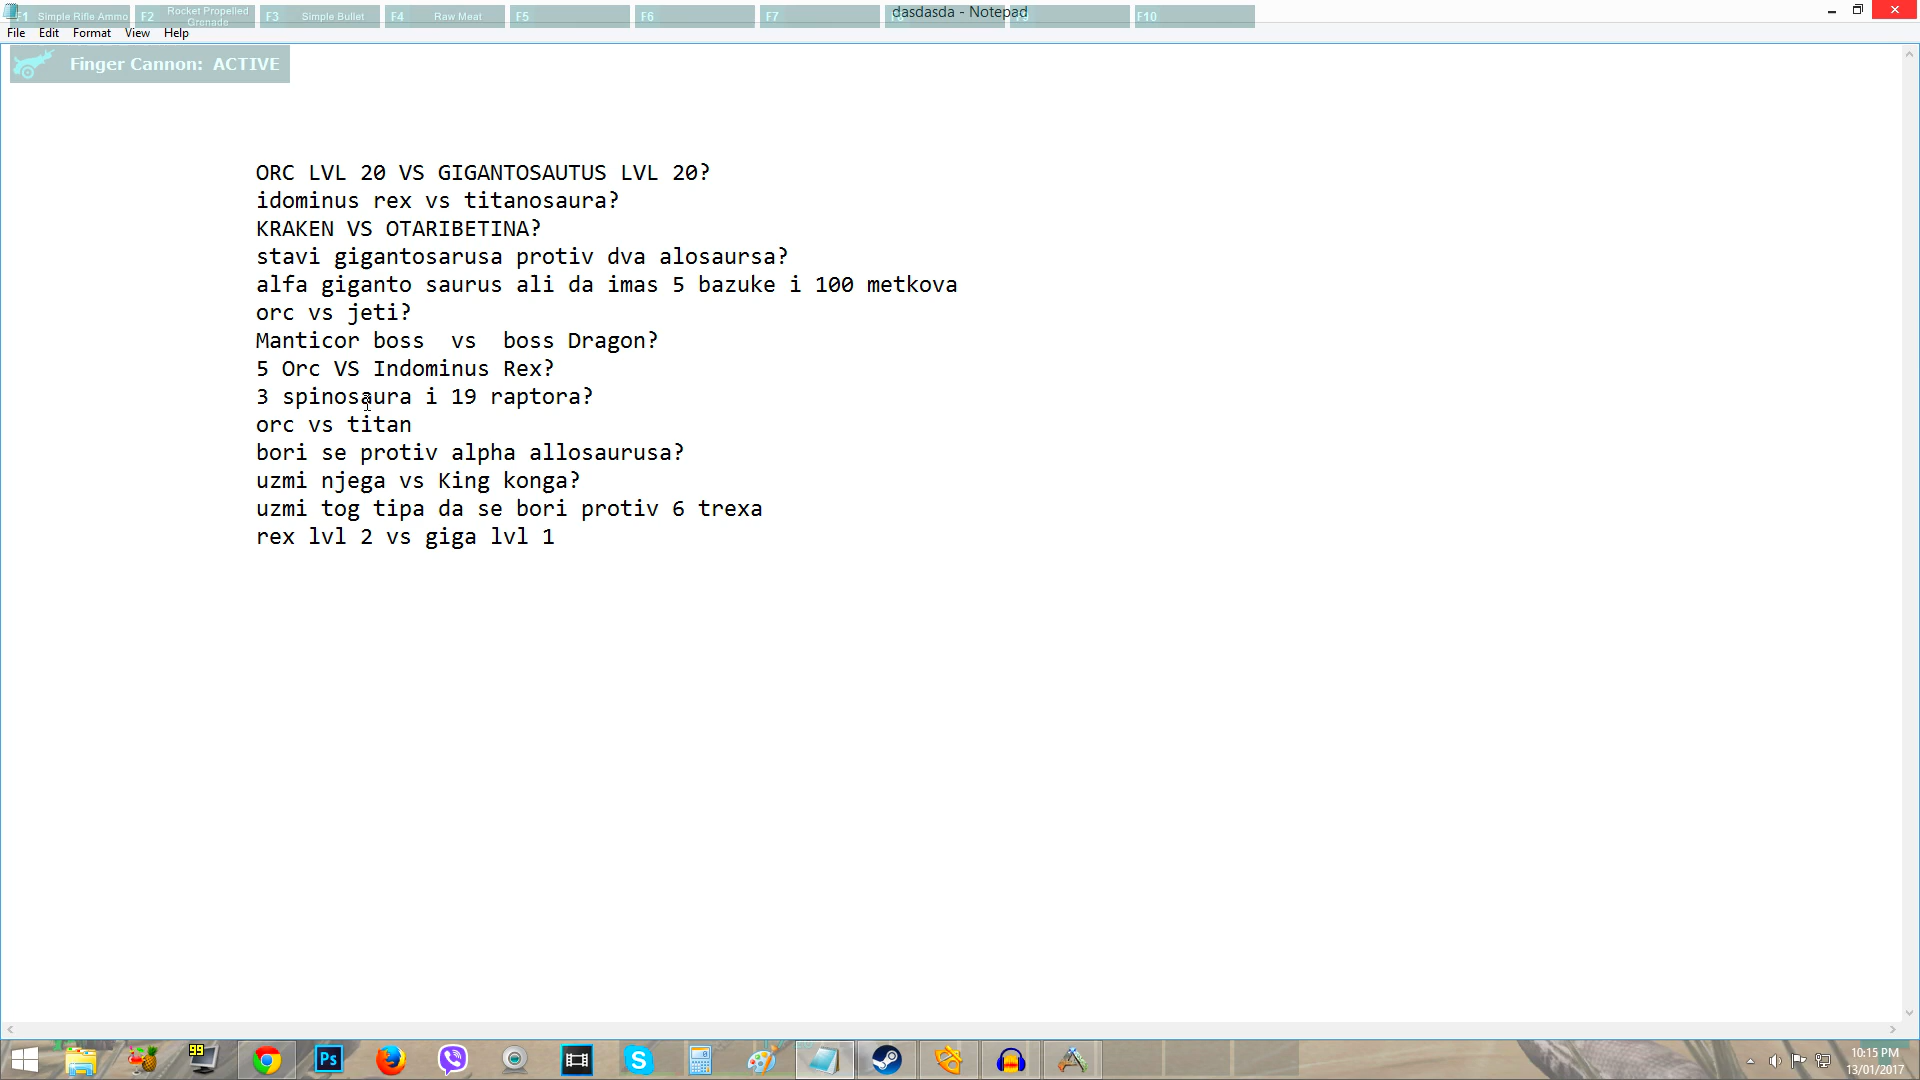 dasdasda - Notepad
F1 Simple Rifle Ammo F2 Rocket Propelled Grenade F3 Simple Bullet F4 Raw Meat F5 F6 F7 F10
File Edit Format View Help
Finger Cannon: ACTIVE
ORC LVL 20 VS GIGANTOSAUTUS LVL 20?
idominus rex vs titanosaura?
KRAKEN VS OTARIBETINA?
stavi gigantosarusa protiv dva alosaursa?
alfa giganto saurus ali da imas 5 bazuke i 100 metkova
orc vs jeti?
Manticor boss  vs  boss Dragon?
5 Orc VS Indominus Rex?
3 spinosaura i 19 raptora?
orc vs titan
bori se protiv alpha allosaurusa?
uzmi njega vs King konga?
uzmi tog tipa da se bori protiv 6 trexa
rex lvl 2 vs giga lvl 1
99
Ps
10:15 PM
13/01/2017